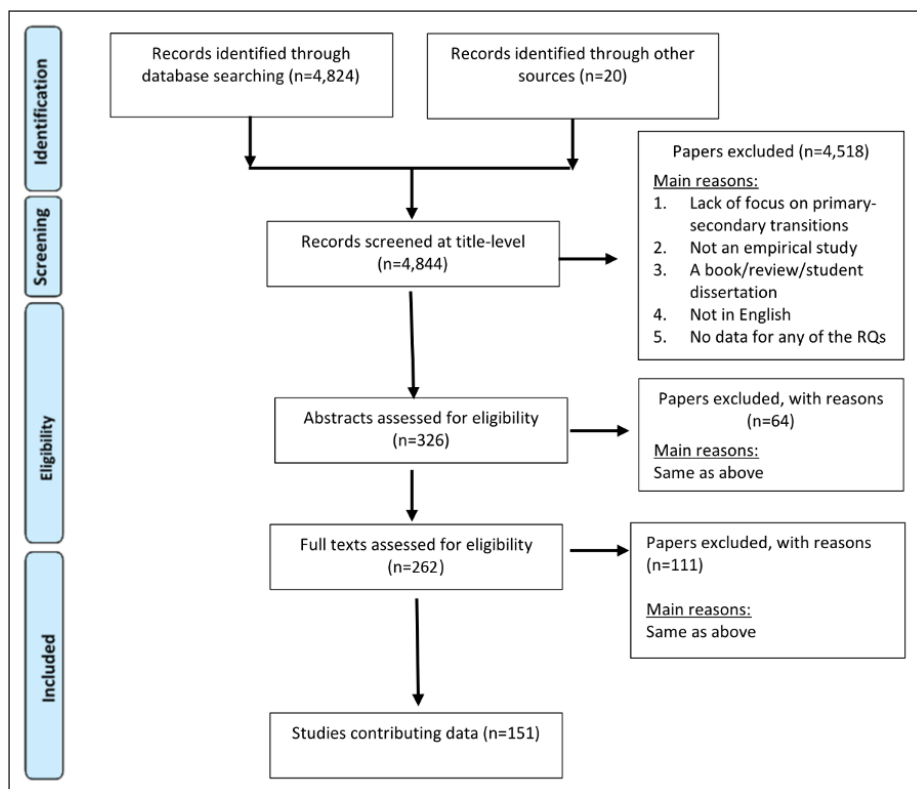 Identification
Screening
Eligibility
Included
Records identified through
database searching (n=4,824)
Records identified through other
sources (n=20)
Papers excluded (n=4,518)
Main reasons:
1. Lack of focus on primary-
secondary transitions
2. Not an empirical study
3. A book/review/student
dissertation
4. Not in English
5. No data for any of the RQs
Records screened at title-level
(n=4,844)
Abstracts assessed for eligibility
(n=326)
Papers excluded, with reasons
(n=64)
Main reasons:
Same as above
Full texts assessed for eligibility
(n=262)
Papers excluded, with reasons
(n=111)
Main reasons:
Same as above
Studies contributing data (n=151)